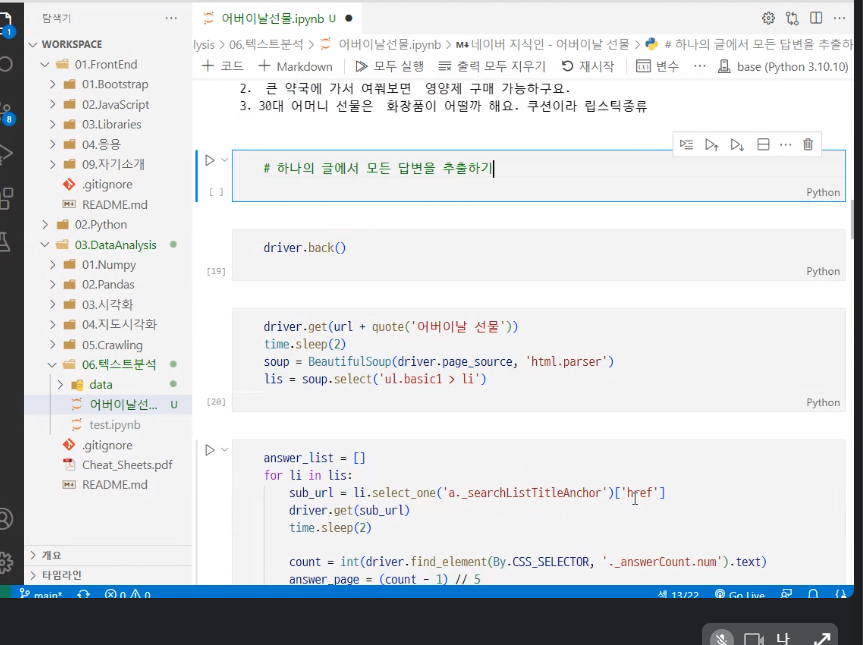 탐색기
WORKSPACE
01.FrontEnd
01.Bootstrap
02.JavaScript
03.Libraries
04.응용
09.자기소개
.gitignore
README.md
02.Python
03.DataAnalysis
01.Numpy
02.Pandas
03.시각화
04.지도시각화
05.Crawling
06.텍스트분석
data
어버이날선... U
test.ipynb
.gitignore
Cheat_Sheets.pdf
README.md
개요
타임라인
1
8
어버이날선물.ipynb U
lysis > 06.텍스트분석 > 어버이날선물.ipynb > M↓네이버 지식인 - 어버이날 선물 > # 하나의 글에서 모든 답변을 추출하
+ 코드 + Markdown 모두 실행 출력 모두 지우기 재시작 변수 ... base (Python 3.10.10)
2. 큰 약국에 가서 여쭤보면 영양제 구매 가능하구요.
3. 30대 어머니 선물은 화장품이 어떨까 해요. 쿠션이라 립스틱종류
# 하나의 글에서 모든 답변을 추출하기
[ ]
Python
driver.back()
[19]
Python
driver.get(url + quote('어버이날 선물'))
time.sleep(2)
soup = BeautifulSoup(driver.page_source, 'html.parser')
lis = soup.select('ul.basic1 > li')
[20]
Python
answer_list = []
for li in lis:
sub_url = li.select_one('a._searchListTitleAnchor')['href']
driver.get(sub_url)
time.sleep(2)
count = int(driver.find_element(By.CSS_SELECTOR, '._answerCount.num').text)
answer_page = (count - 1) // 5
main* 0 0 셀 13/22 Go Live
나